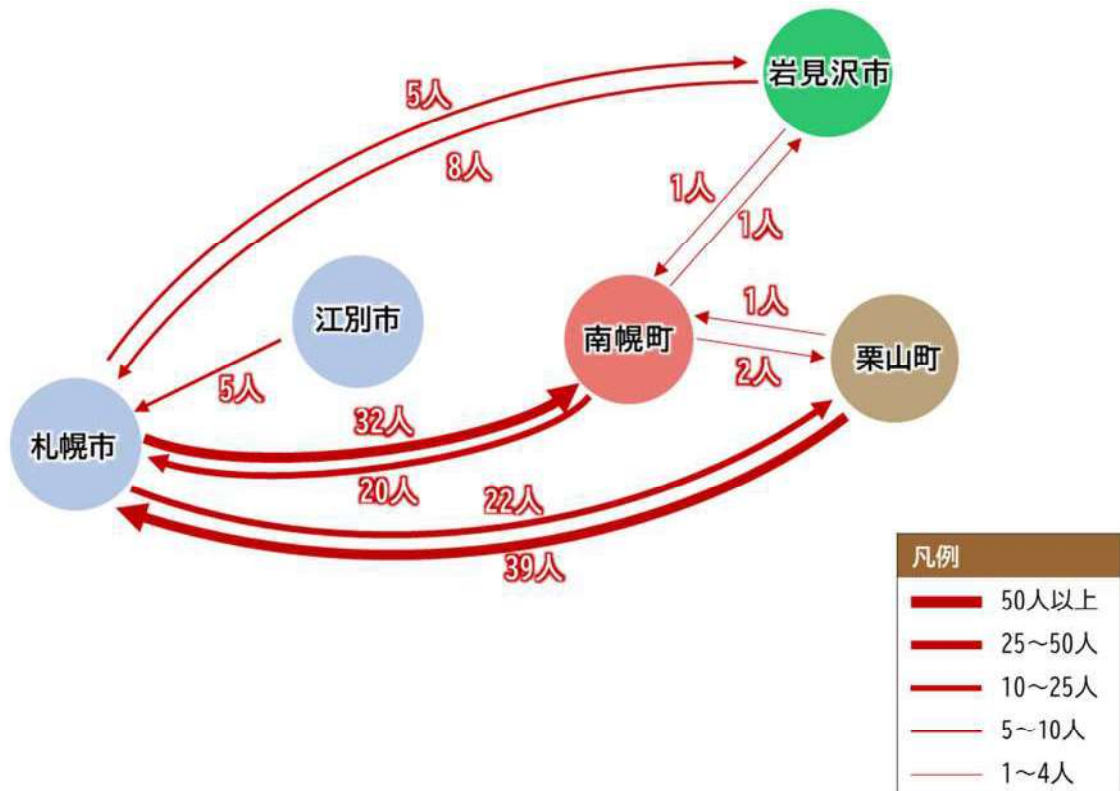 岩見沢市
5人
8人
1人
1人
江別市
南幌町
1人
2人
栗山町
5人
札幌市
32人
20人
22人
39人
凡例
50人以上
25～50人
10～25人
5～10人
1～4人